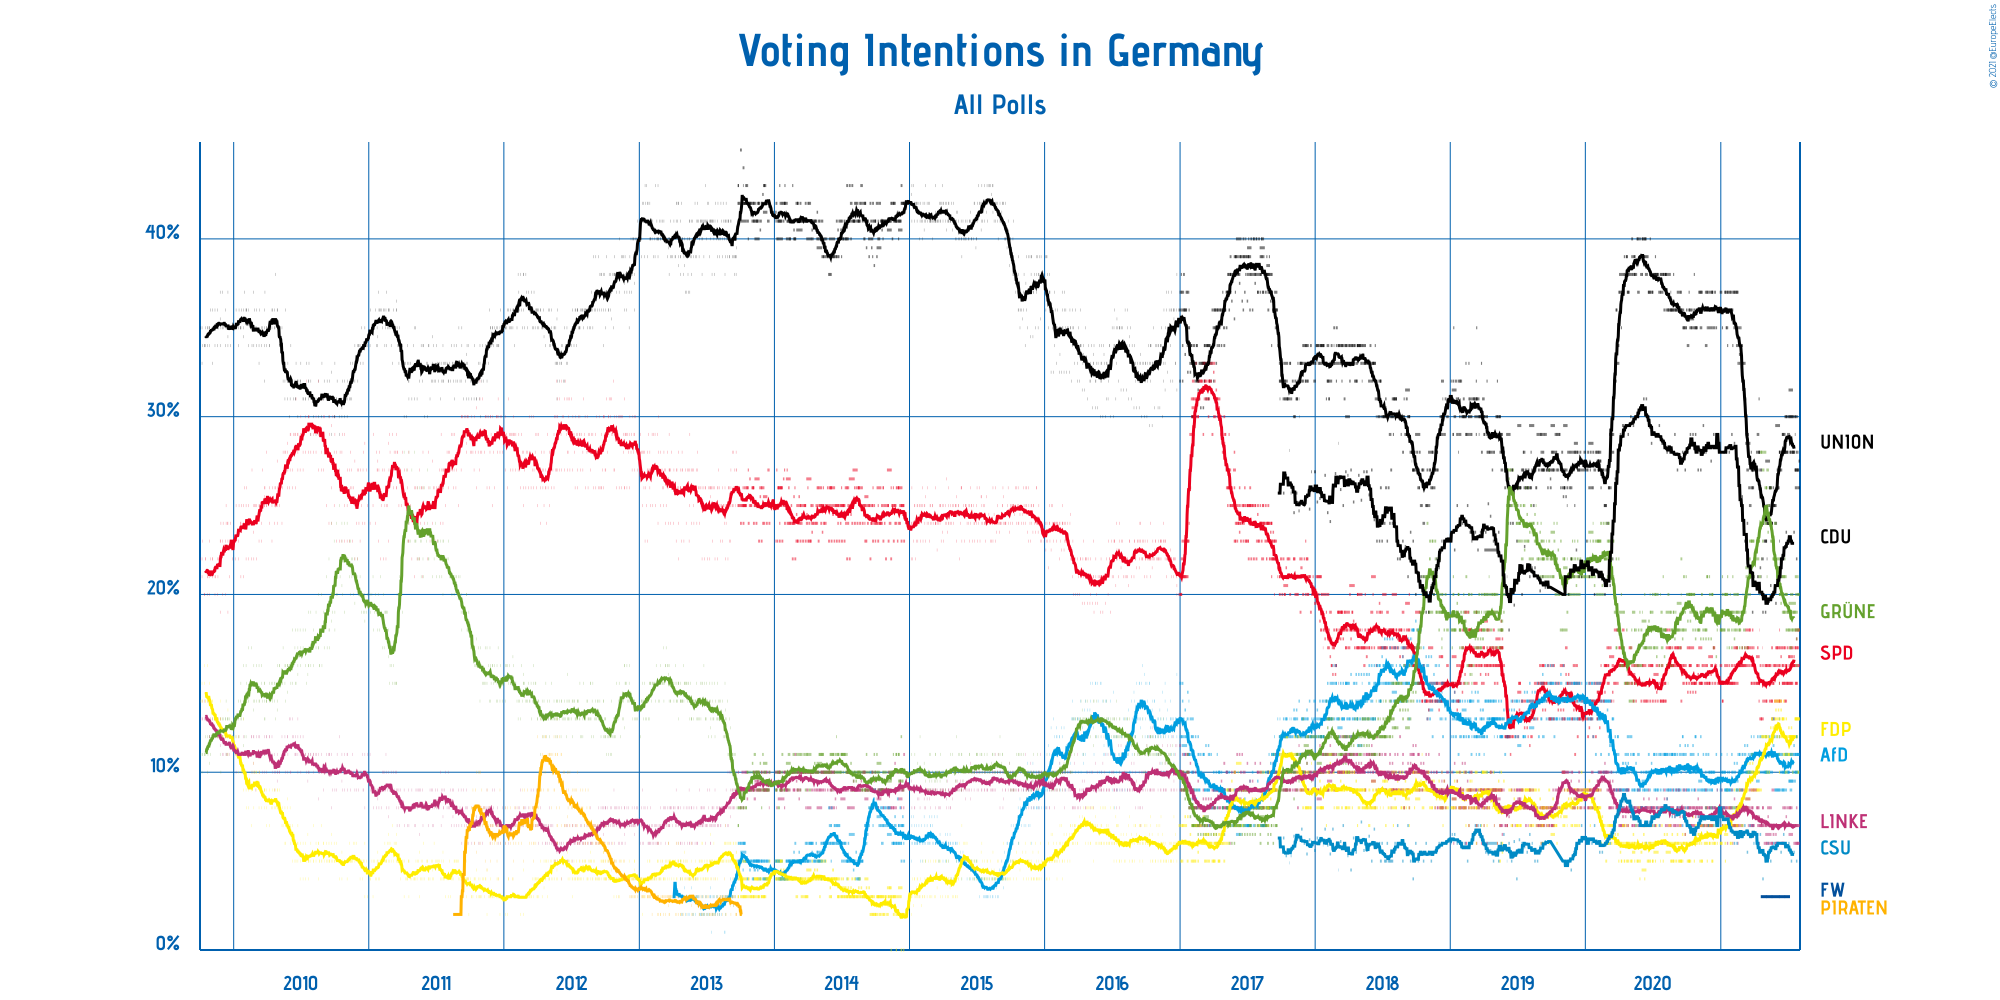 © 2021 @EuropeElects
Voting Intentions in Germany
All Polls
40%
30%
20%
10%
0%
UNION
CDU
GRÜNE
SPD
FDP
AfD
LINKE
CSU
FW
PIRATEN
2010 2011 2012 2013 2014 2015 2016 2017 2018 2019 2020